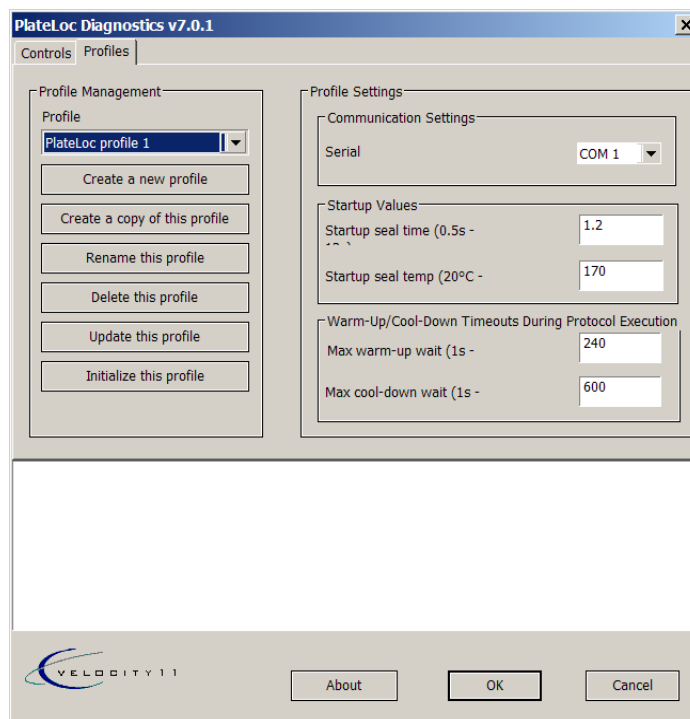 PlateLoc Diagnostics v7.0.1
Controls
Profiles
Profile Management
Profile
PlateLoc profile 1
Create a new profile
Create a copy of this profile
Rename this profile
Delete this profile
Update this profile
Initialize this profile
Profile Settings
Communication Settings
Serial
COM 1
Startup Values
Startup seal time (0.5s -
1.2
Startup seal temp (20°C -
170
Warm-Up/Cool-Down Timeouts During Protocol Execution
Max warm-up wait (1s -
240
Max cool-down wait (1s -
600
VELOCITY11
About
OK
Cancel